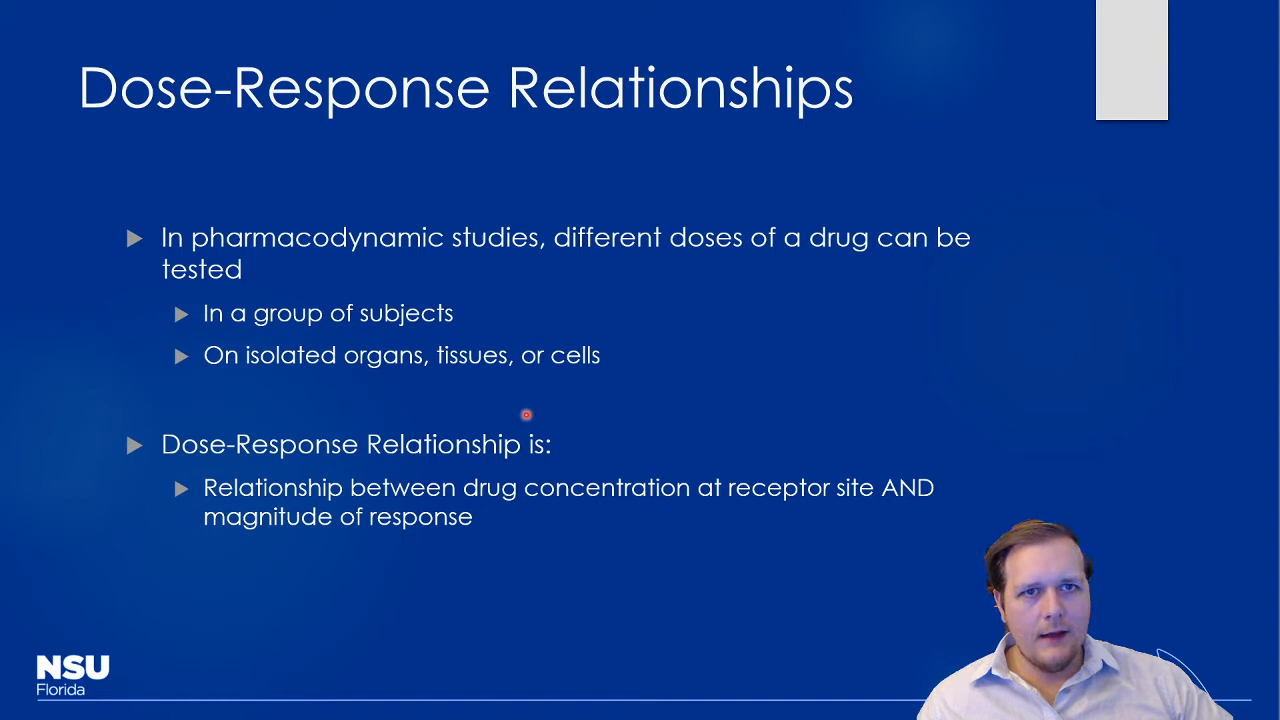 Dose-Response Relationships
In pharmacodynamic studies, different doses of a drug can be
tested
In a group of subjects
On isolated organs, tissues, or cells
Dose-Response Relationship is:
Relationship between drug concentration at receptor site AND
magnitude of response
NSU
Florida